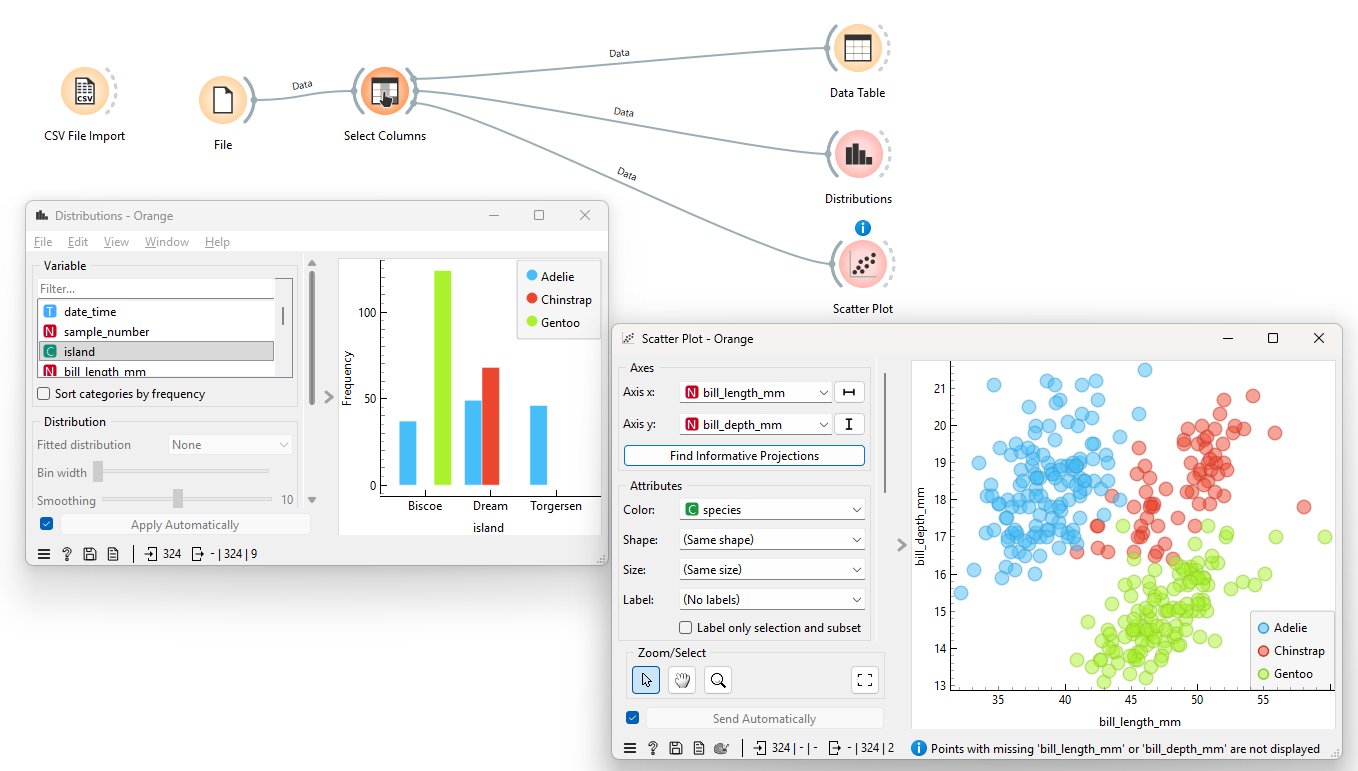 Data
Data
Data
Data
CSV
CSV File Import
File
Select Columns
Data Table
Distributions
Scatter Plot
Distributions - Orange
File Edit View Window Help
Variable
Filter...
T date_time
N sample_number
C island
N bill_length_mm
Sort categories by frequency
Distribution
Fitted distribution None
Bin width
Smoothing 10
Apply Automatically
324 - | 324 | 9
Frequency
100
50
0
Biscoe Dream Torgersen
island
Adelie
Chinstrap
Gentoo
Scatter Plot - Orange
Axes
Axis x: N bill_length_mm
Axis y: N bill_depth_mm
Find Informative Projections
Attributes
Color: C species
Shape: (Same shape)
Size: (Same size)
Label: (No labels)
Label only selection and subset
Zoom/Select
Send Automatically
324 | - | - - | 324 | 2
bill_depth_mm
21
20
19
18
17
16
15
14
13
35 40 45 50 55
bill_length_mm
Adelie
Chinstrap
Gentoo
Points with missing 'bill_length_mm' or 'bill_depth_mm' are not displayed